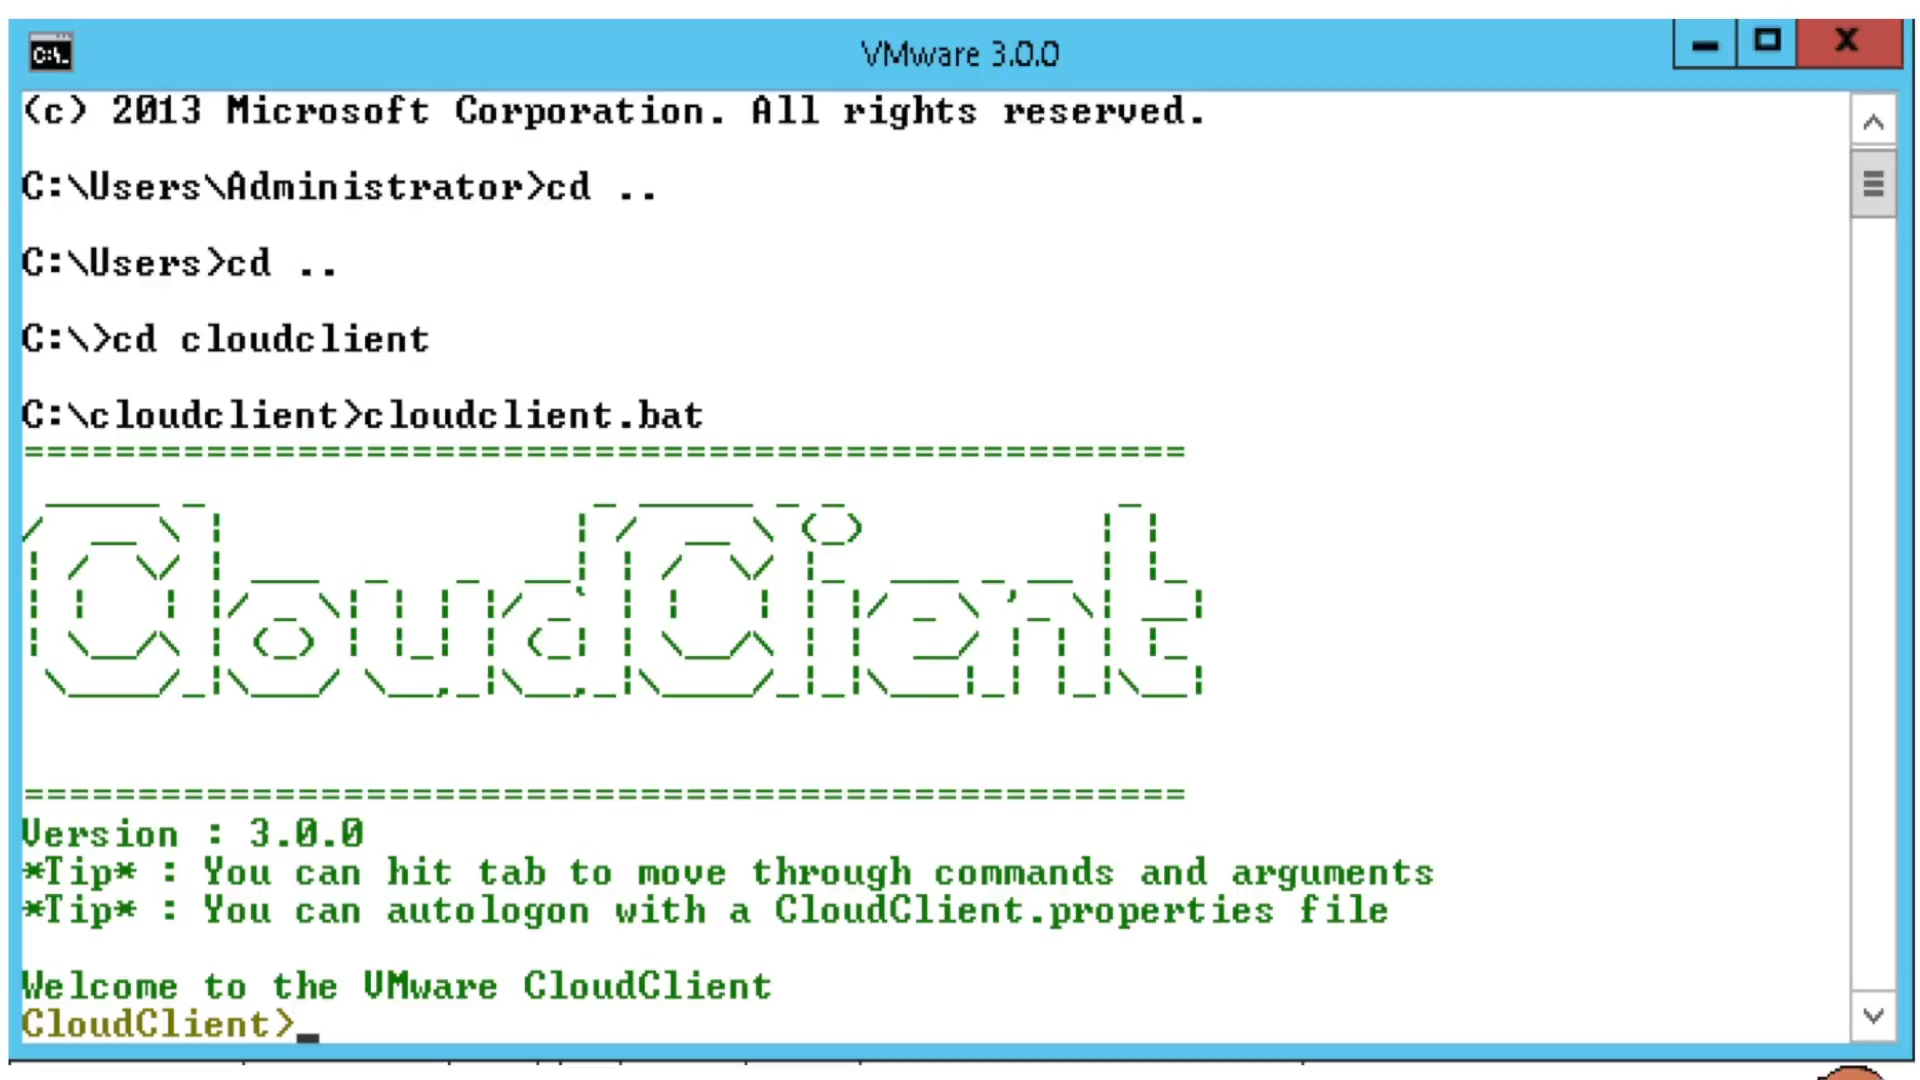 VMware 3.0.0
(c) 2013 Microsoft Corporation. All rights reserved.
C:\Users\Administrator>cd ..
C:\Users>cd ..
C:\>cd cloudclient
C:\cloudclient>cloudclient.bat
===================================================
CloudClient
===================================================
Version : 3.0.0
*Tip* : You can hit tab to move through commands and arguments
*Tip* : You can autologon with a CloudClient.properties file
Welcome to the VMware CloudClient
CloudClient>_